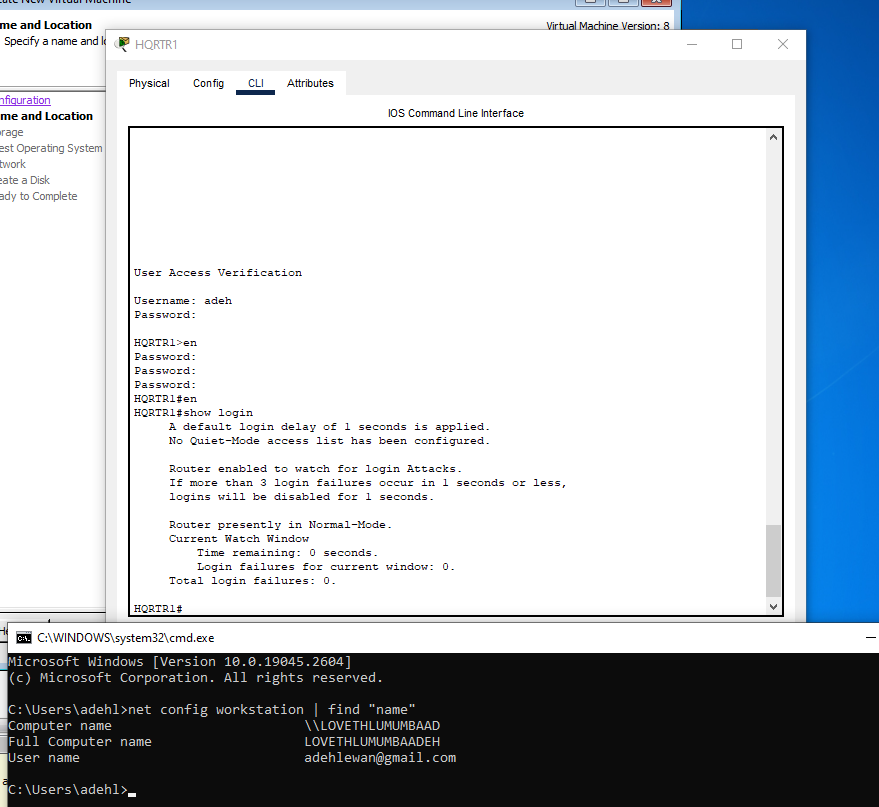 ate New Virtual Machine
me and Location
Specify a name and lo
Virtual Machine Version: 8
nfiguration
me and Location
orage
est Operating System
twork
eate a Disk
ady to Complete
HQRTR1
Physical Config CLI Attributes
IOS Command Line Interface
User Access Verification
Username: adeh
Password:
HQRTR1>en
Password:
Password:
Password:
HQRTR1#en
HQRTR1#show login
A default login delay of 1 seconds is applied.
No Quiet-Mode access list has been configured.
Router enabled to watch for login Attacks.
If more than 3 login failures occur in 1 seconds or less,
logins will be disabled for 1 seconds.
Router presently in Normal-Mode.
Current Watch Window
Time remaining: 0 seconds.
Login failures for current window: 0.
Total login failures: 0.
HQRTR1#
He
C:\WINDOWS\system32\cmd.exe
Microsoft Windows [Version 10.0.19045.2604]
(c) Microsoft Corporation. All rights reserved.
C:\Users\adehl>net config workstation | find "name"
Computer name \\LOVETHLUMUMBAAD
Full Computer name LOVETHLUMUMBAADEH
User name adehlewan@gmail.com
C:\Users\adehl>